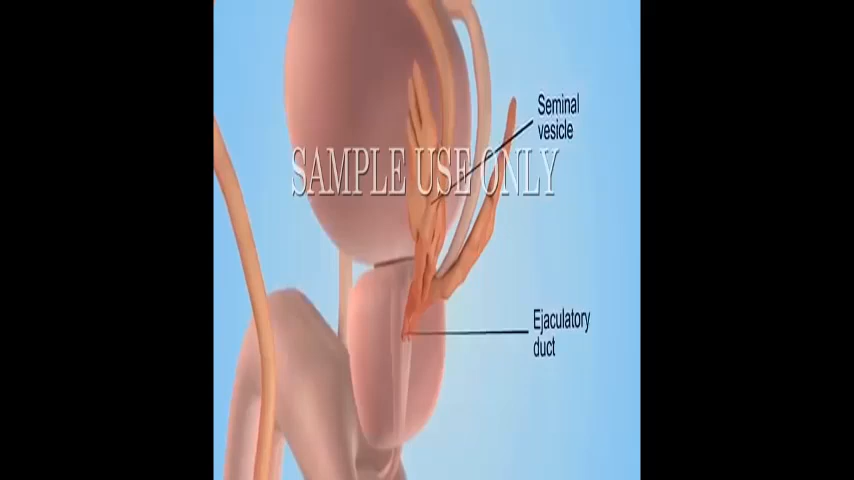 Seminal
vesicle
SAMPLE USE ONLY
Ejaculatory
duct